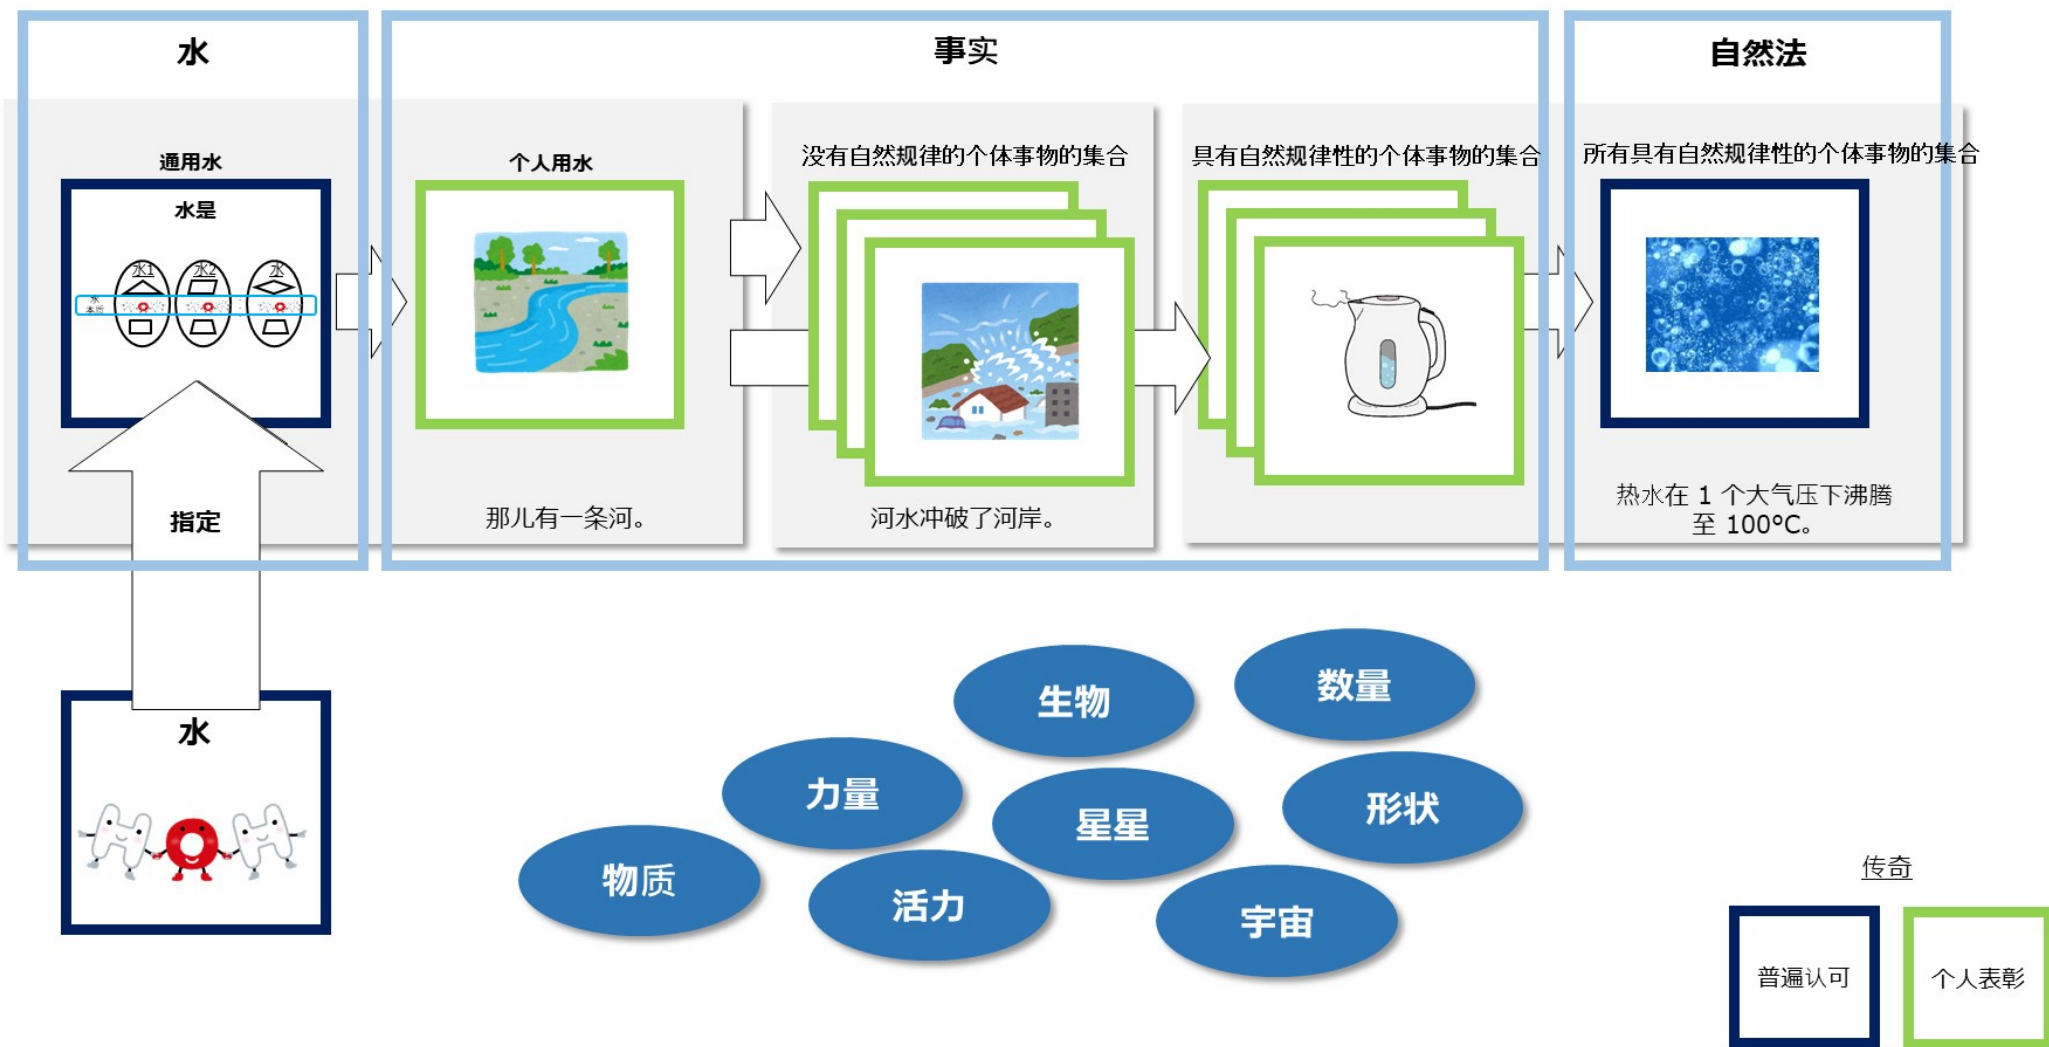 水
事实
自然法
通用水
个人用水
没有自然规律的个体事物的集合
具有自然规律性的个体事物的集合
所有具有自然规律性的个体事物的集合
水是
水1 水2 水
水
本质
指定
那儿有一条河。
河水冲破了河岸。
热水在 1 个大气压下沸腾
至 100°C。
水
生物
数量
力量
星星
形状
物质
活力
宇宙
传奇
普遍认可
个人表彰